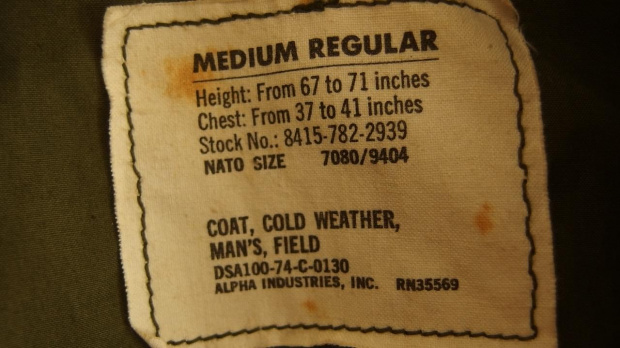 MEDIUM REGULAR
Height: From 67 to 71 inches
Chest: From 37 to 41 inches
Stock No.: 8415-782-2939
NATO SIZE 7080/9404
COAT, COLD WEATHER,
MAN'S, FIELD
DSA100-74-C-0130
ALPHA INDUSTRIES, INC. RN35569